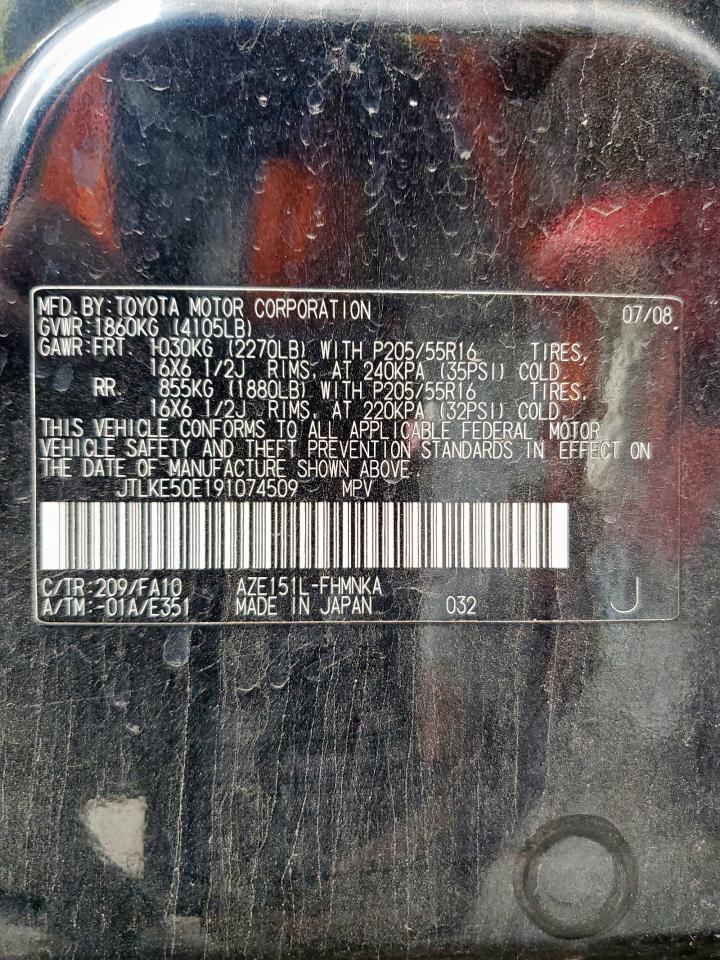 MFD.BY:TOYOTA MOTOR CORPORATION 07/08
GVWR:1860KG (4105LB)
GAWR:FRT. 1030KG (2270LB) WITH P205/55R16 TIRES,
16X6 1/2J RIMS, AT 240KPA (35PSI) COLD.
RR. 855KG (1880LB) WITH P205/55R16 TIRES,
16X6 1/2J RIMS, AT 220KPA (32PSI) COLD.
THIS VEHICLE CONFORMS TO ALL APPLICABLE FEDERAL MOTOR
VEHICLE SAFETY AND THEFT PREVENTION STANDARDS IN EFFECT ON
THE DATE OF MANUFACTURE SHOWN ABOVE.
JTLKE50E191074509 MPV
C/TR:209/FA10 AZE151L-FHMNKA
A/TM:-01A/E351 MADE IN JAPAN 032 J